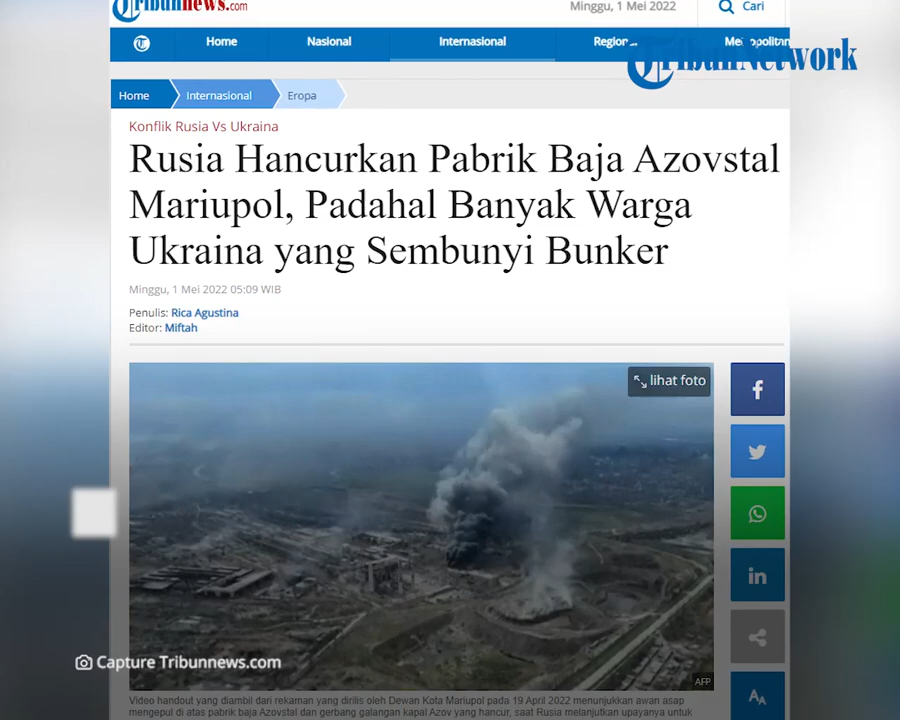 Tribunnews.com
Minggu, 1 Mei 2022
Cari
Home
Nasional
Internasional
TribunNetwork
Home
Internasional
Eropa
Konflik Rusia Vs Ukraina
Rusia Hancurkan Pabrik Baja Azovstal
Mariupol, Padahal Banyak Warga
Ukraina yang Sembunyi Bunker
Minggu, 1 Mei 2022 05:09 WIB
Penulis: Rica Agustina
Editor: Miftah
lihat foto
AFP
Capture Tribunnews.com
Video handout yang diambil dari rekaman yang dirilis oleh Dewan Kota Mariupol pada 19 April 2022 menunjukkan awan asap
mengepul di atas pabrik baja Azovstal dan gerbang galangan kapal Azov yang hancur, saat Rusia melanjutkan upayanya untuk